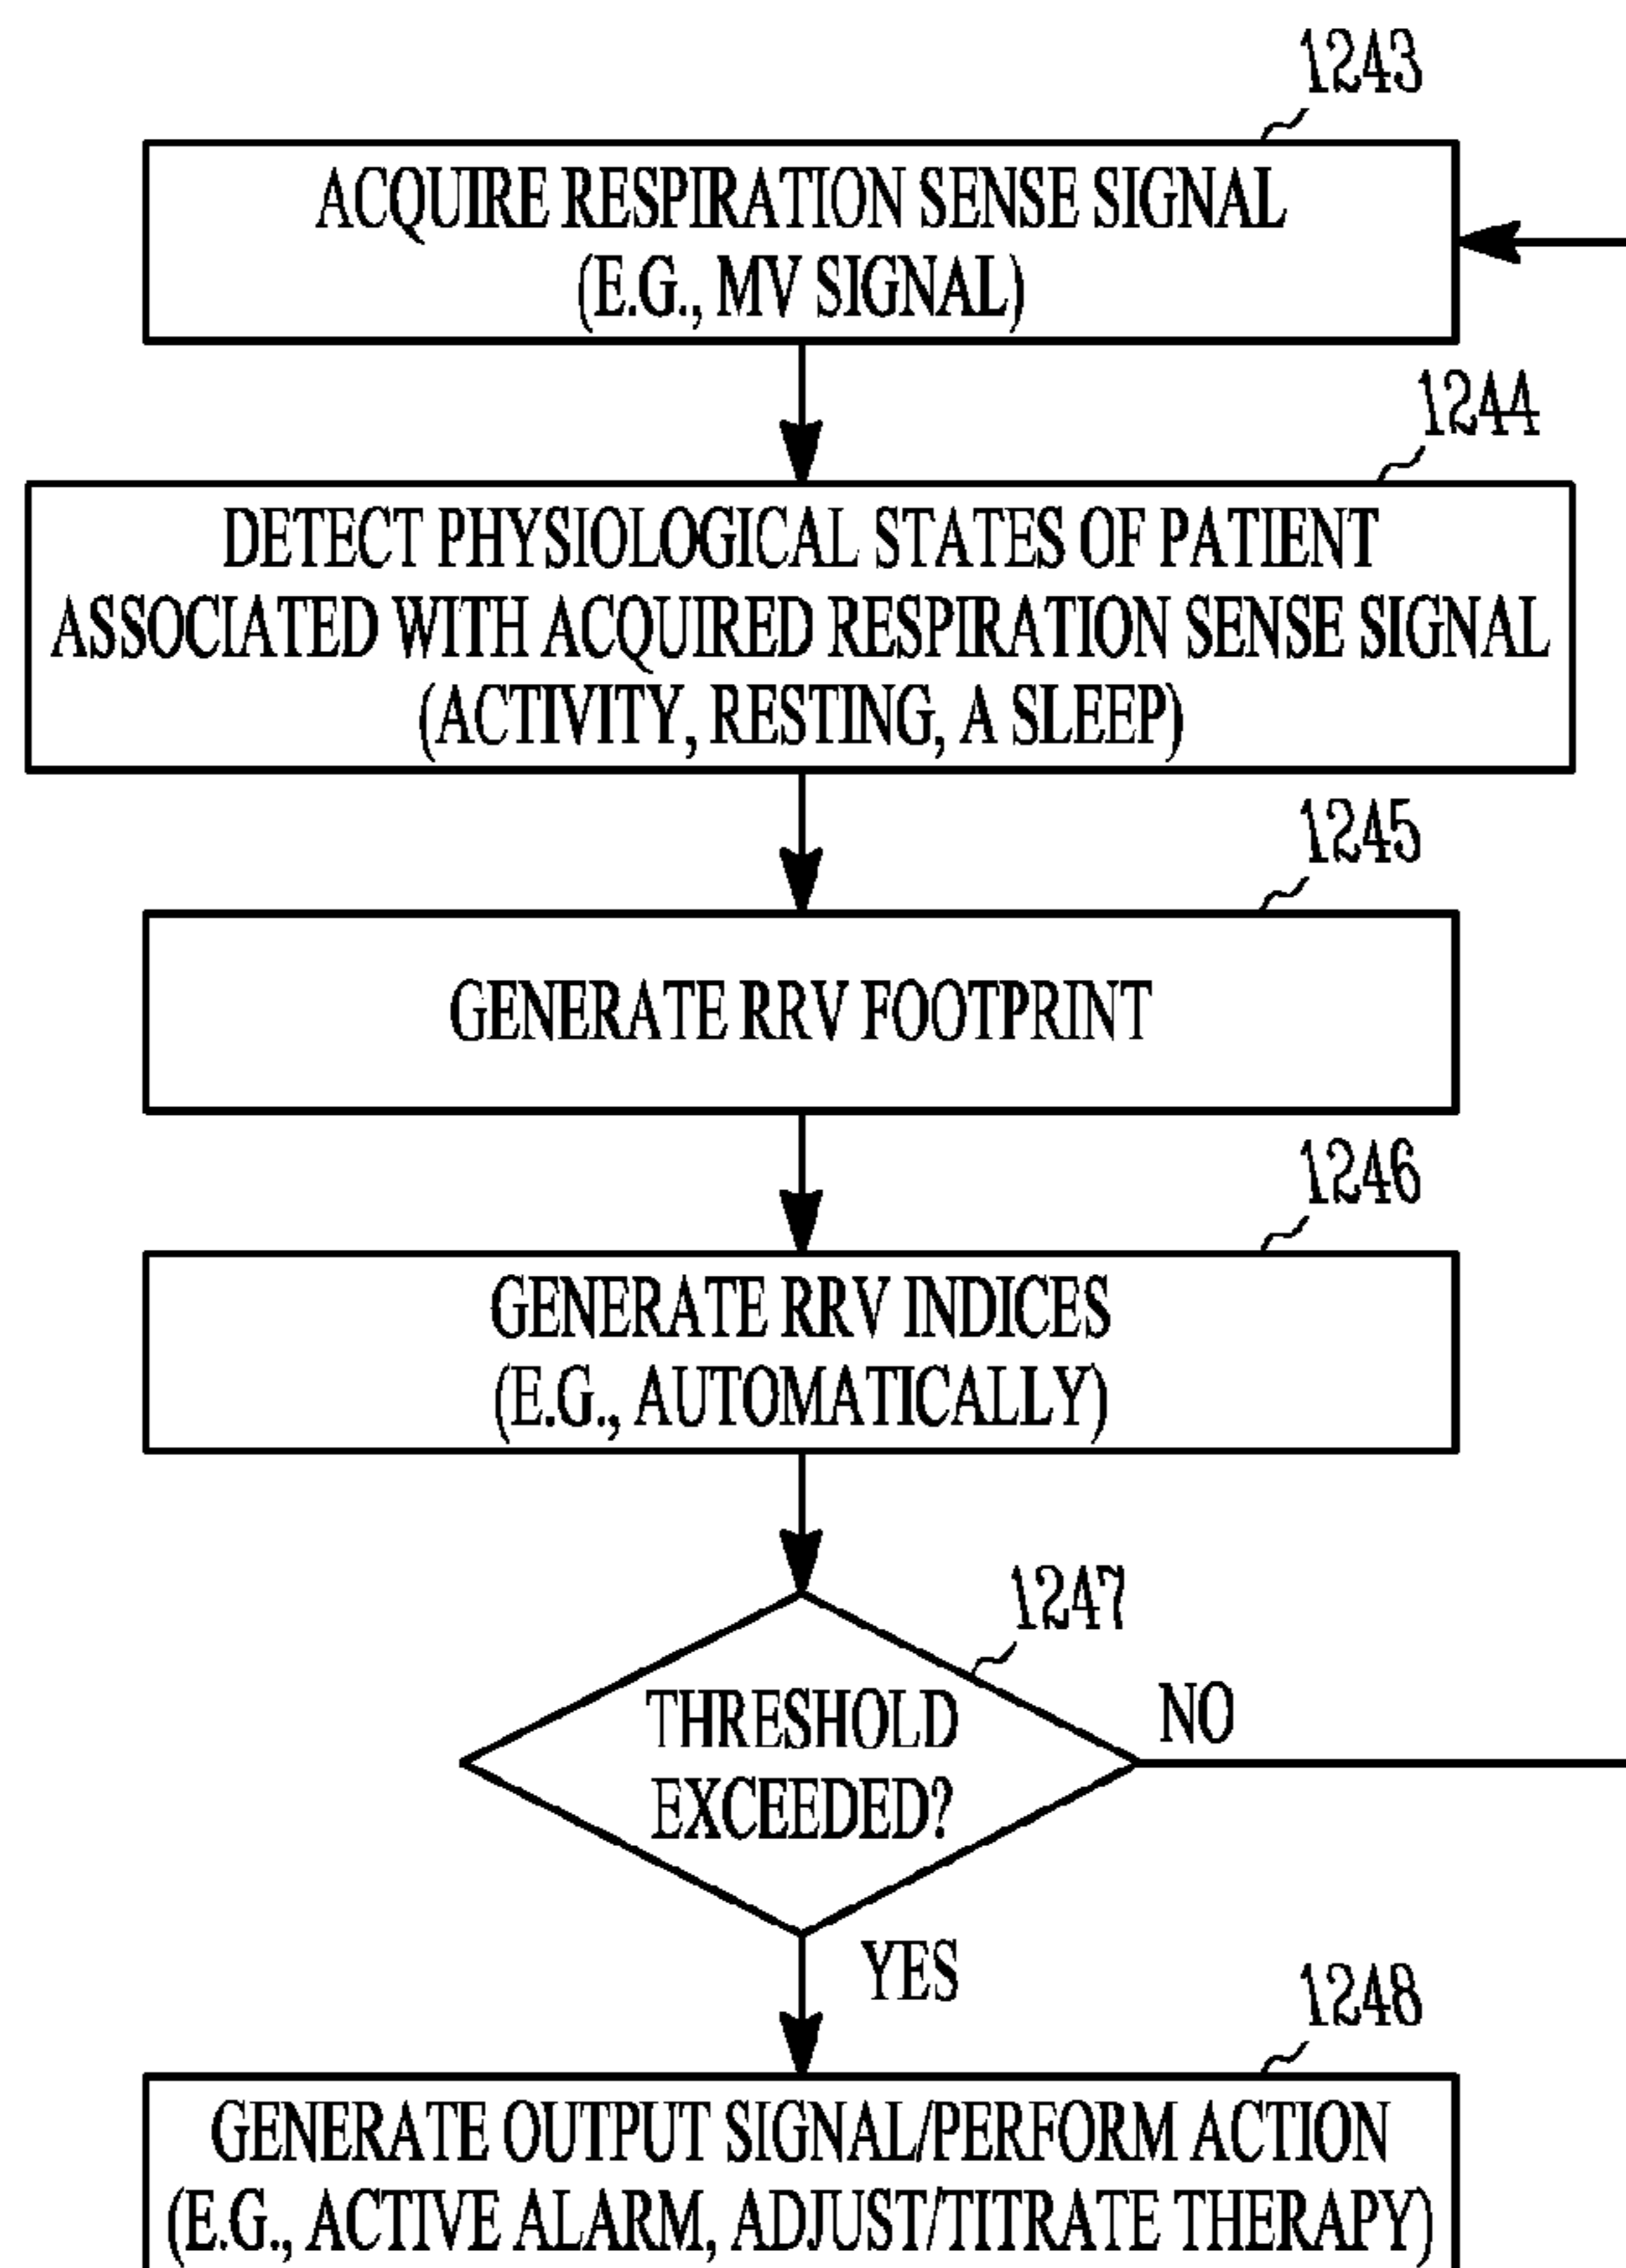 1243
ACQUIRE RESPIRATION SENSE SIGNAL
(E.G., MV SIGNAL)
1244
DETECT PHYSIOLOGICAL STATES OF PATIENT
ASSOCIATED WITH ACQUIRED RESPIRATION SENSE SIGNAL
(ACTIVITY, RESTING, A SLEEP)
1245
GENERATE RRV FOOTPRINT
1246
GENERATE RRV INDICES
(E.G., AUTOMATICALLY)
1247
THRESHOLD
EXCEEDED?
NO
YES
1248
GENERATE OUTPUT SIGNAL/PERFORM ACTION
(E.G., ACTIVE ALARM, ADJUST/TITRATE THERAPY)